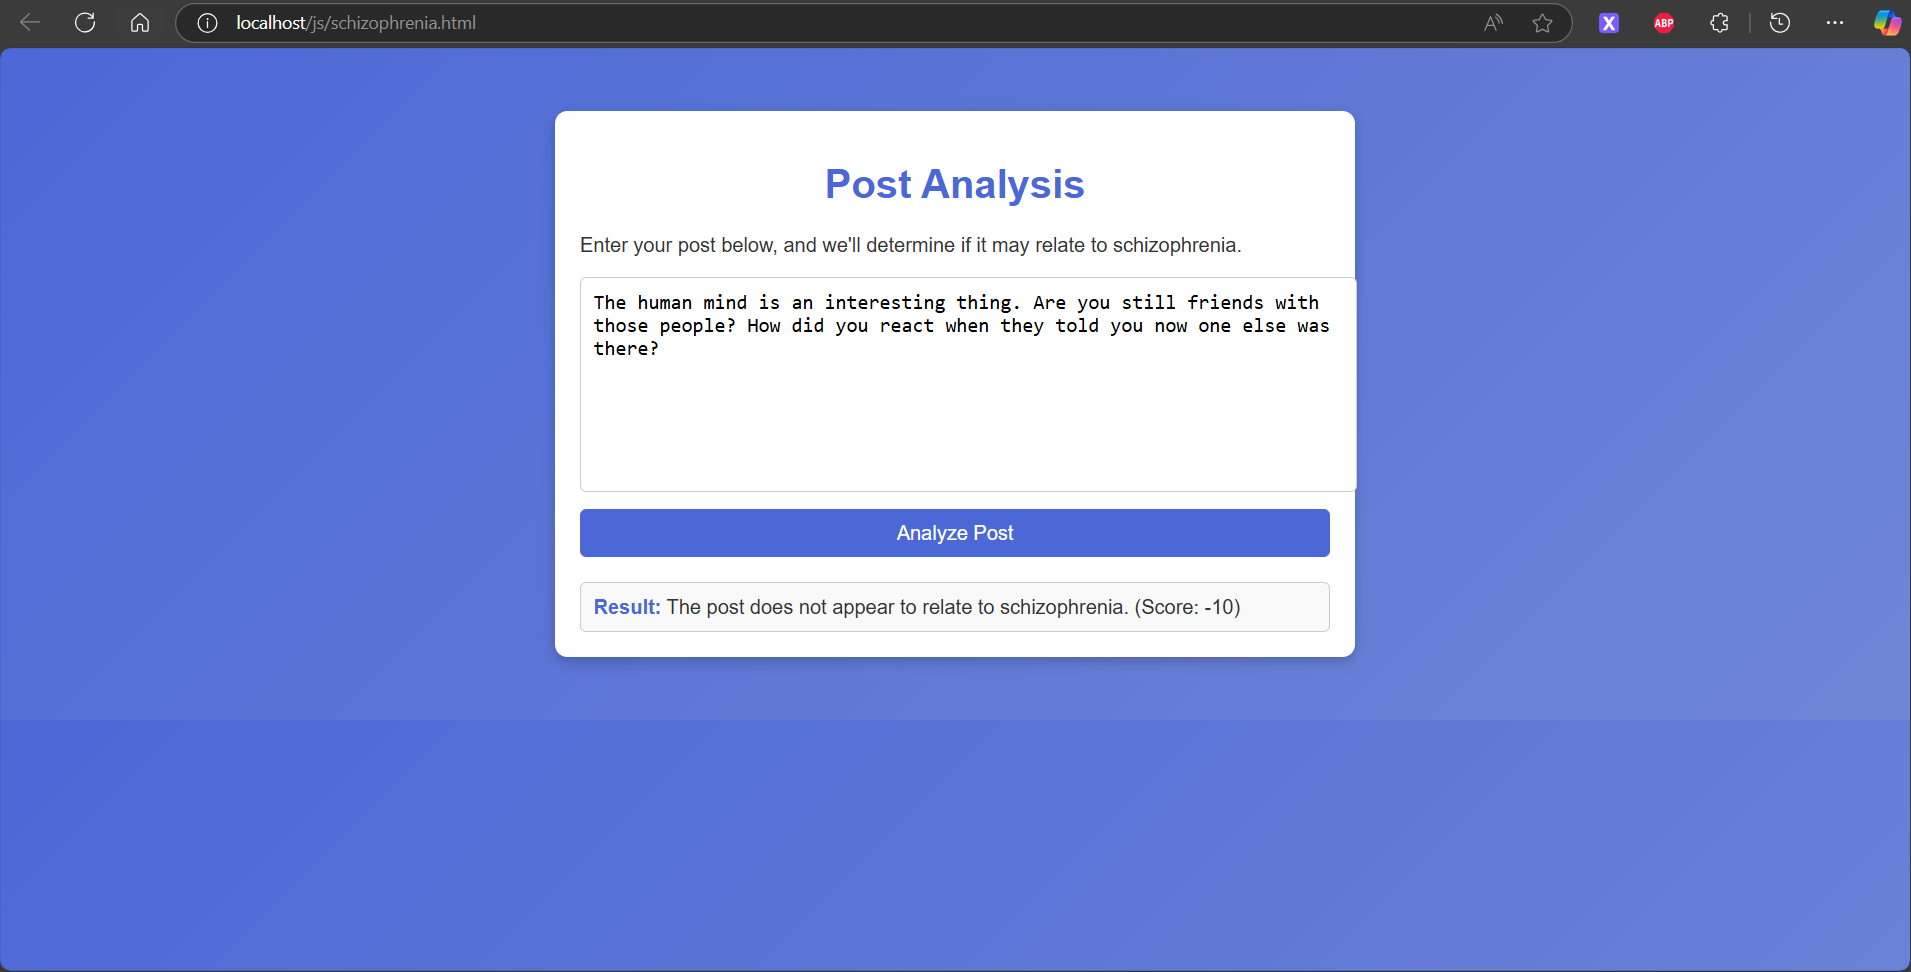 localhost/js/schizophrenia.html
A
X
ABP
Post Analysis
Enter your post below, and we'll determine if it may relate to schizophrenia.
The human mind is an interesting thing. Are you still friends with
those people? How did you react when they told you now one else was
there?
Analyze Post
Result: The post does not appear to relate to schizophrenia. (Score: -10)